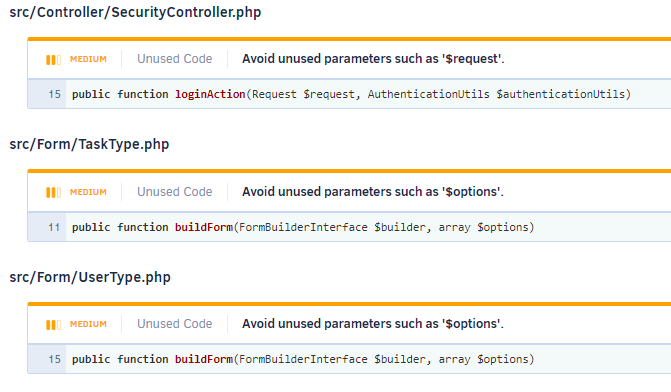 src/Controller/SecurityController.php
MEDIUM Unused Code Avoid unused parameters such as '$request'.
15 public function loginAction(Request $request, AuthenticationUtils $authenticationUtils)
src/Form/TaskType.php
MEDIUM Unused Code Avoid unused parameters such as '$options'.
11 public function buildForm(FormBuilderInterface $builder, array $options)
src/Form/UserType.php
MEDIUM Unused Code Avoid unused parameters such as '$options'.
15 public function buildForm(FormBuilderInterface $builder, array $options)